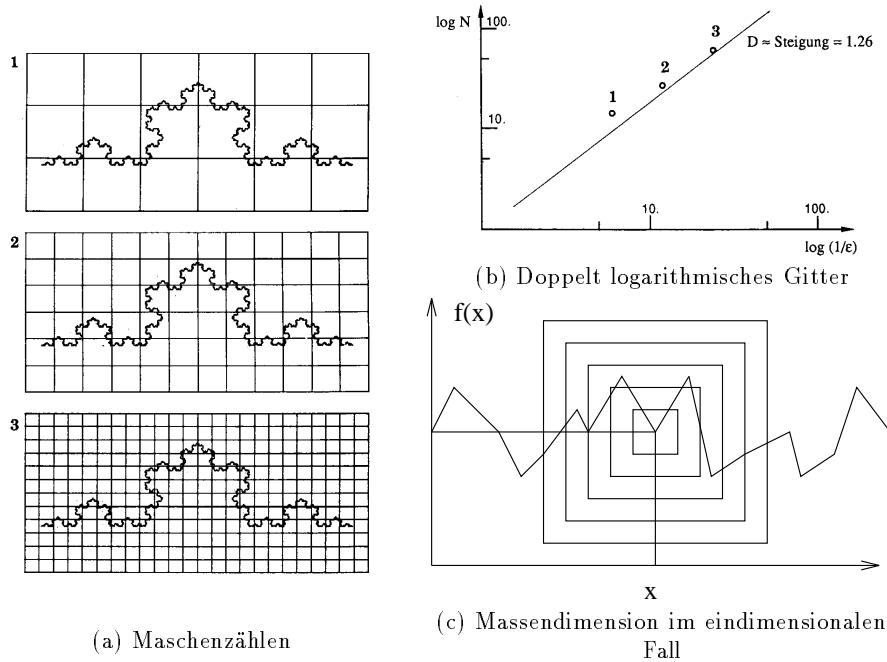 1
2
3
(a) Maschenzählen
log N
100.
3
D ≈ Steigung = 1.26
2
1
10.
10.
100.
log (1/ε)
(b) Doppelt logarithmisches Gitter
f(x)
x
(c) Massendimension im eindimensionalen
Fall